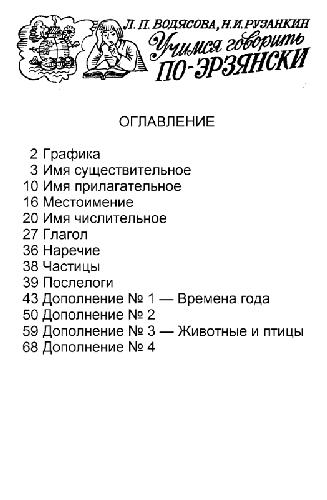 Л. П. ВОДЯСОВА, Н. И. РУЗАНКИН
Учимся говорить
ПО-ЭРЗЯНСКИ
ОГЛАВЛЕНИЕ
2 Графика
3 Имя существительное
10 Имя прилагательное
16 Местоимение
20 Имя числительное
27 Глагол
36 Наречие
38 Частицы
39 Послелоги
43 Дополнение № 1 — Времена года
50 Дополнение № 2
59 Дополнение № 3 — Животные и птицы
68 Дополнение № 4